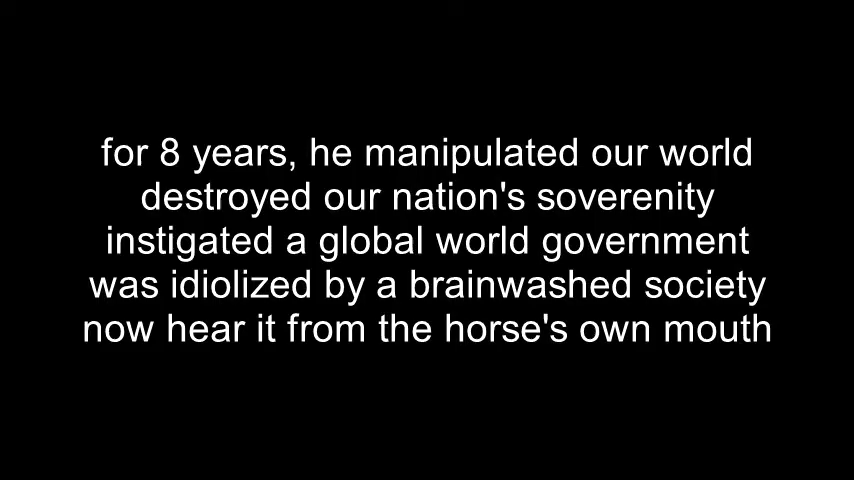 for 8 years, he manipulated our world
destroyed our nation's soverenity
instigated a global world government
was idiolized by a brainwashed society
now hear it from the horse's own mouth